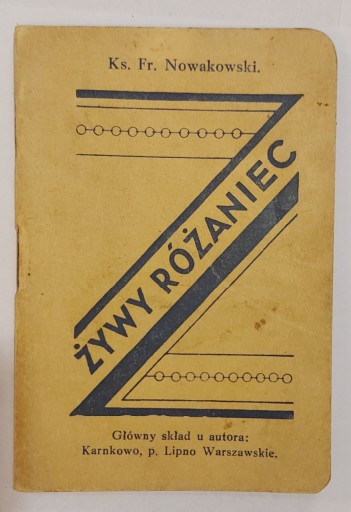 Ks. Fr. Nowakowski.
ŻYWY RÓŻANIEC
Główny skład u autora:
Karnkowo, p. Lipno Warszawskie.